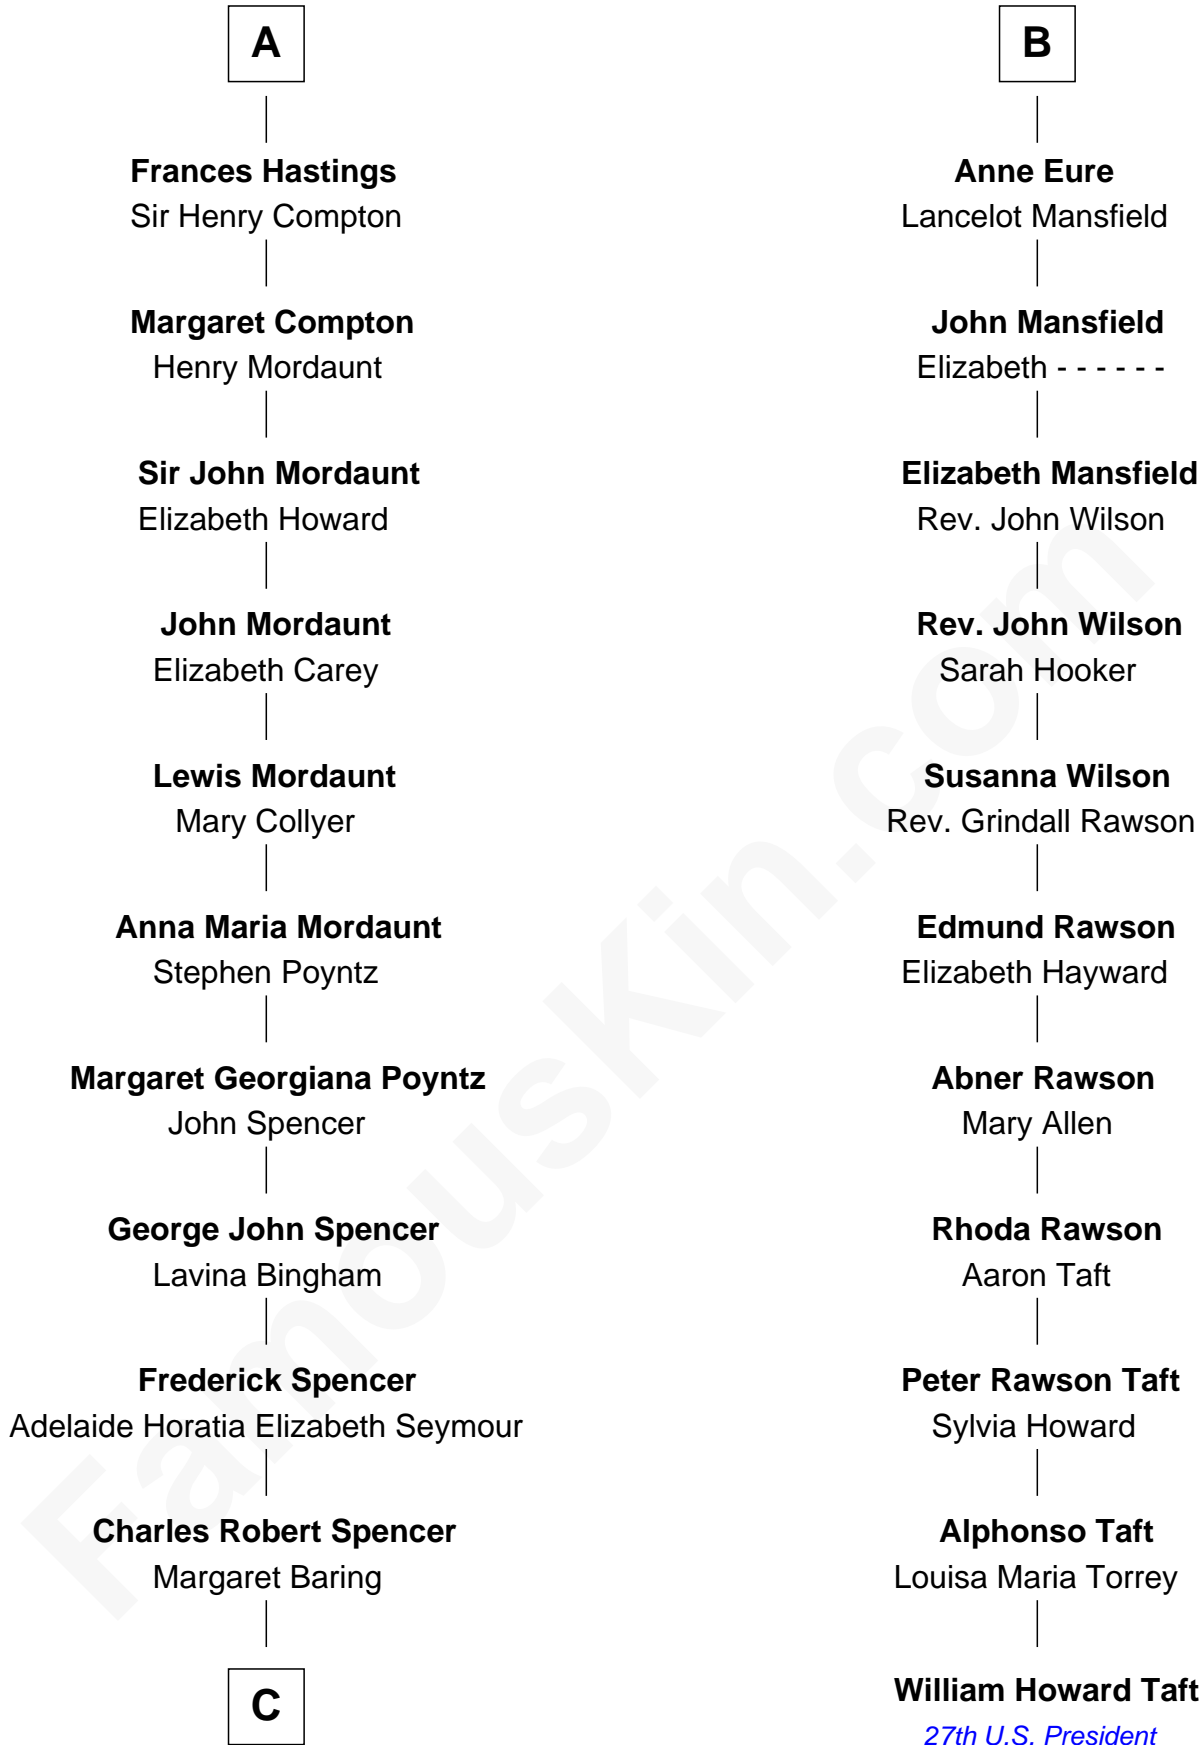 A
Frances Hastings
Sir Henry Compton
Margaret Compton
Henry Mordaunt
Sir John Mordaunt
Elizabeth Howard
John Mordaunt
Elizabeth Carey
Lewis Mordaunt
Mary Collyer
Anna Maria Mordaunt
Stephen Poyntz
Margaret Georgiana Poyntz
John Spencer
George John Spencer
Lavina Bingham
Frederick Spencer
Adelaide Horatia Elizabeth Seymour
Charles Robert Spencer
Margaret Baring
C
B
Anne Eure
Lancelot Mansfield
John Mansfield
Elizabeth - - - - - -
Elizabeth Mansfield
Rev. John Wilson
Rev. John Wilson
Sarah Hooker
Susanna Wilson
Rev. Grindall Rawson
Edmund Rawson
Elizabeth Hayward
Abner Rawson
Mary Allen
Rhoda Rawson
Aaron Taft
Peter Rawson Taft
Sylvia Howard
Alphonso Taft
Louisa Maria Torrey
William Howard Taft
27th U.S. President
FamousKin.com